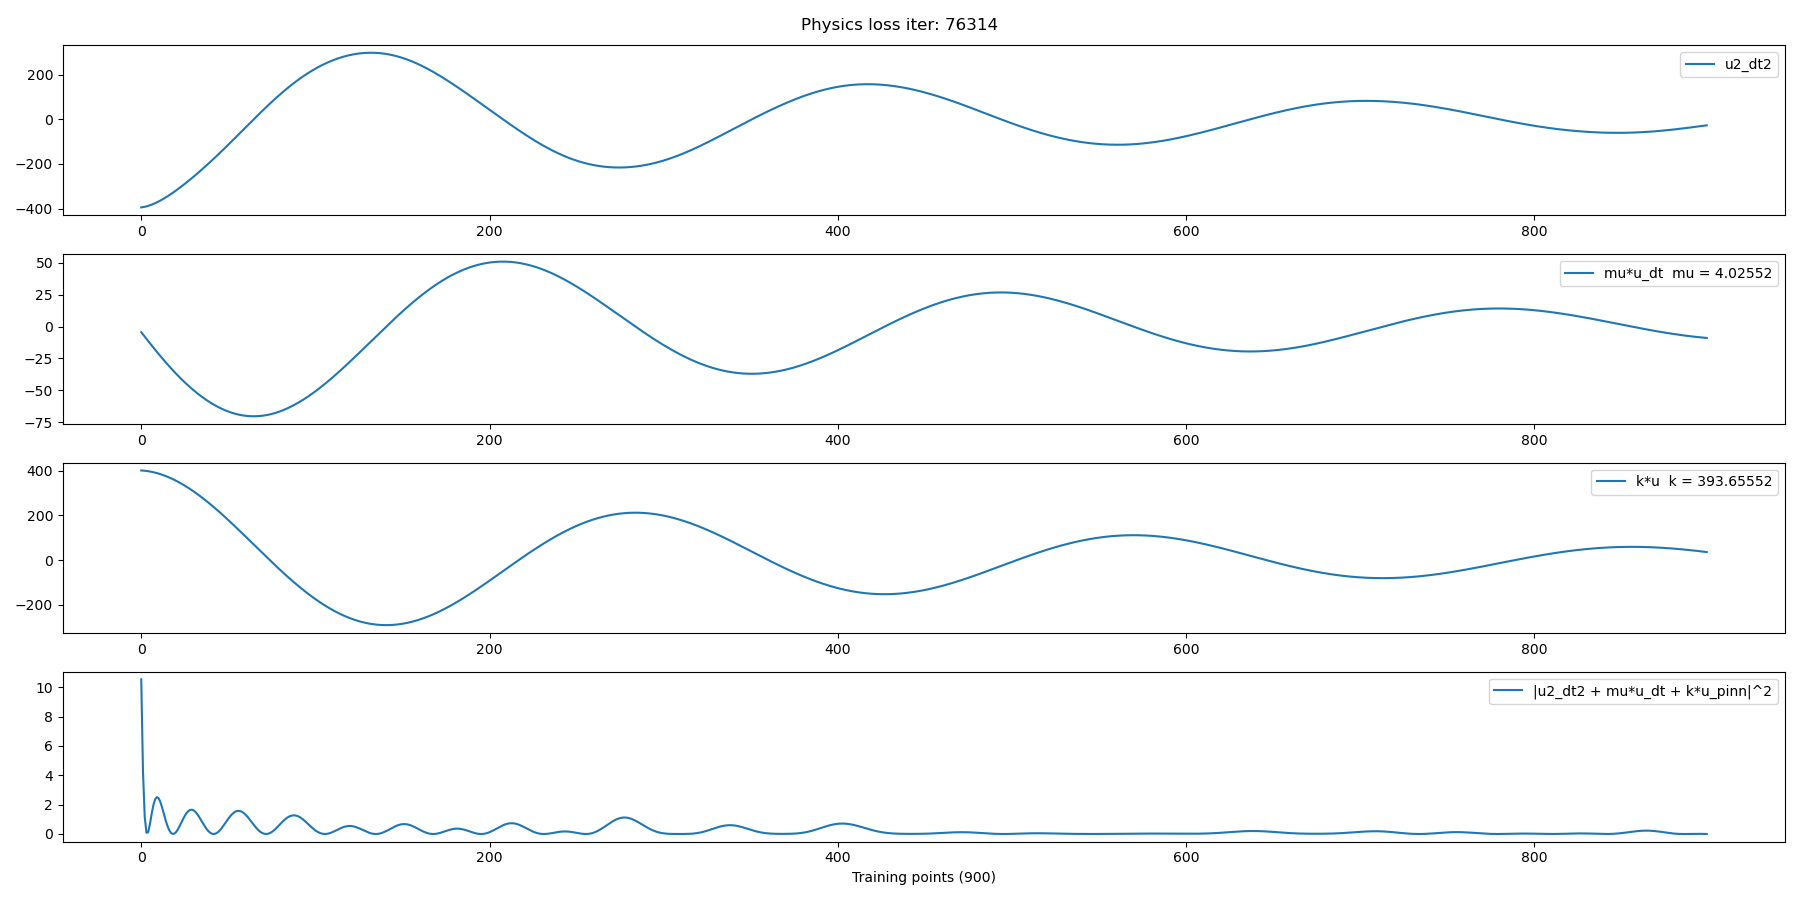 Physics loss iter: 76314
u2_dt2
200
0
−200
−400
0 200 400 600 800
mu*u_dt  mu = 4.02552
50
25
0
−25
−50
−75
0 200 400 600 800
k*u  k = 393.65552
400
200
0
−200
0 200 400 600 800
|u2_dt2 + mu*u_dt + k*u_pinn|^2
10
8
6
4
2
0
0 200 400 600 800
Training points (900)